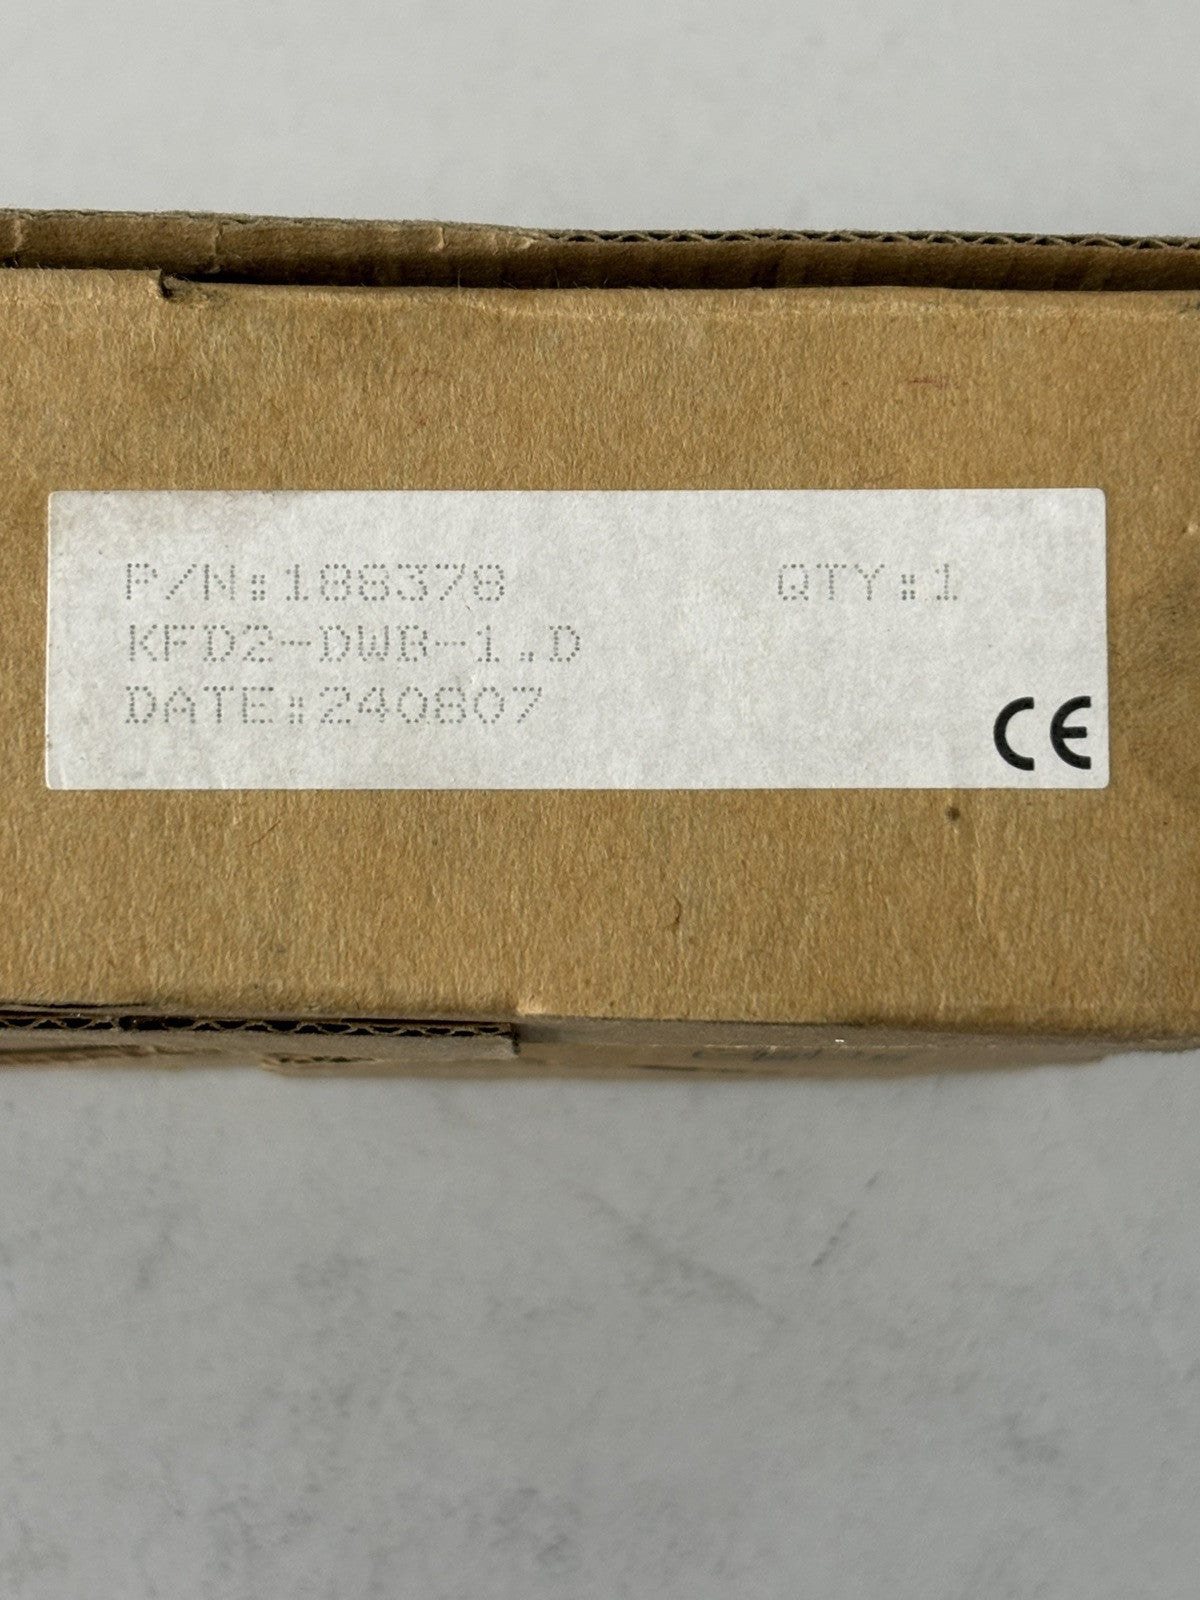 P/N:188378 QTY:1
KFD2-DWB-1.D
DATE:240807
CE